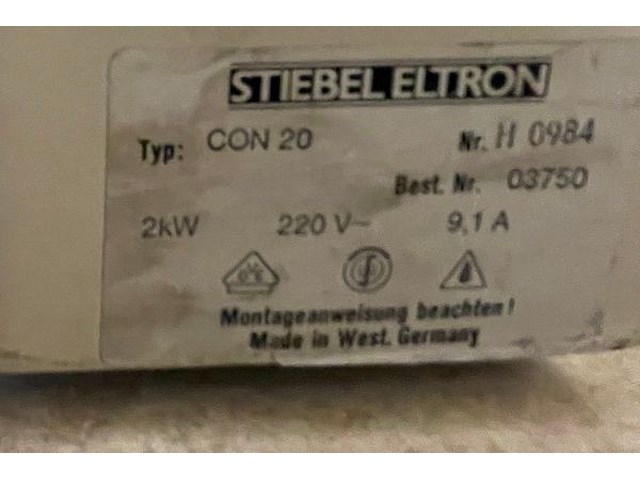 STIEBEL ELTRON
Typ: CON 20 Nr. H 0984
Best. Nr. 03750
2kW 220 V~ 9,1 A
Montageanweisung beachten!
Made in West. Germany